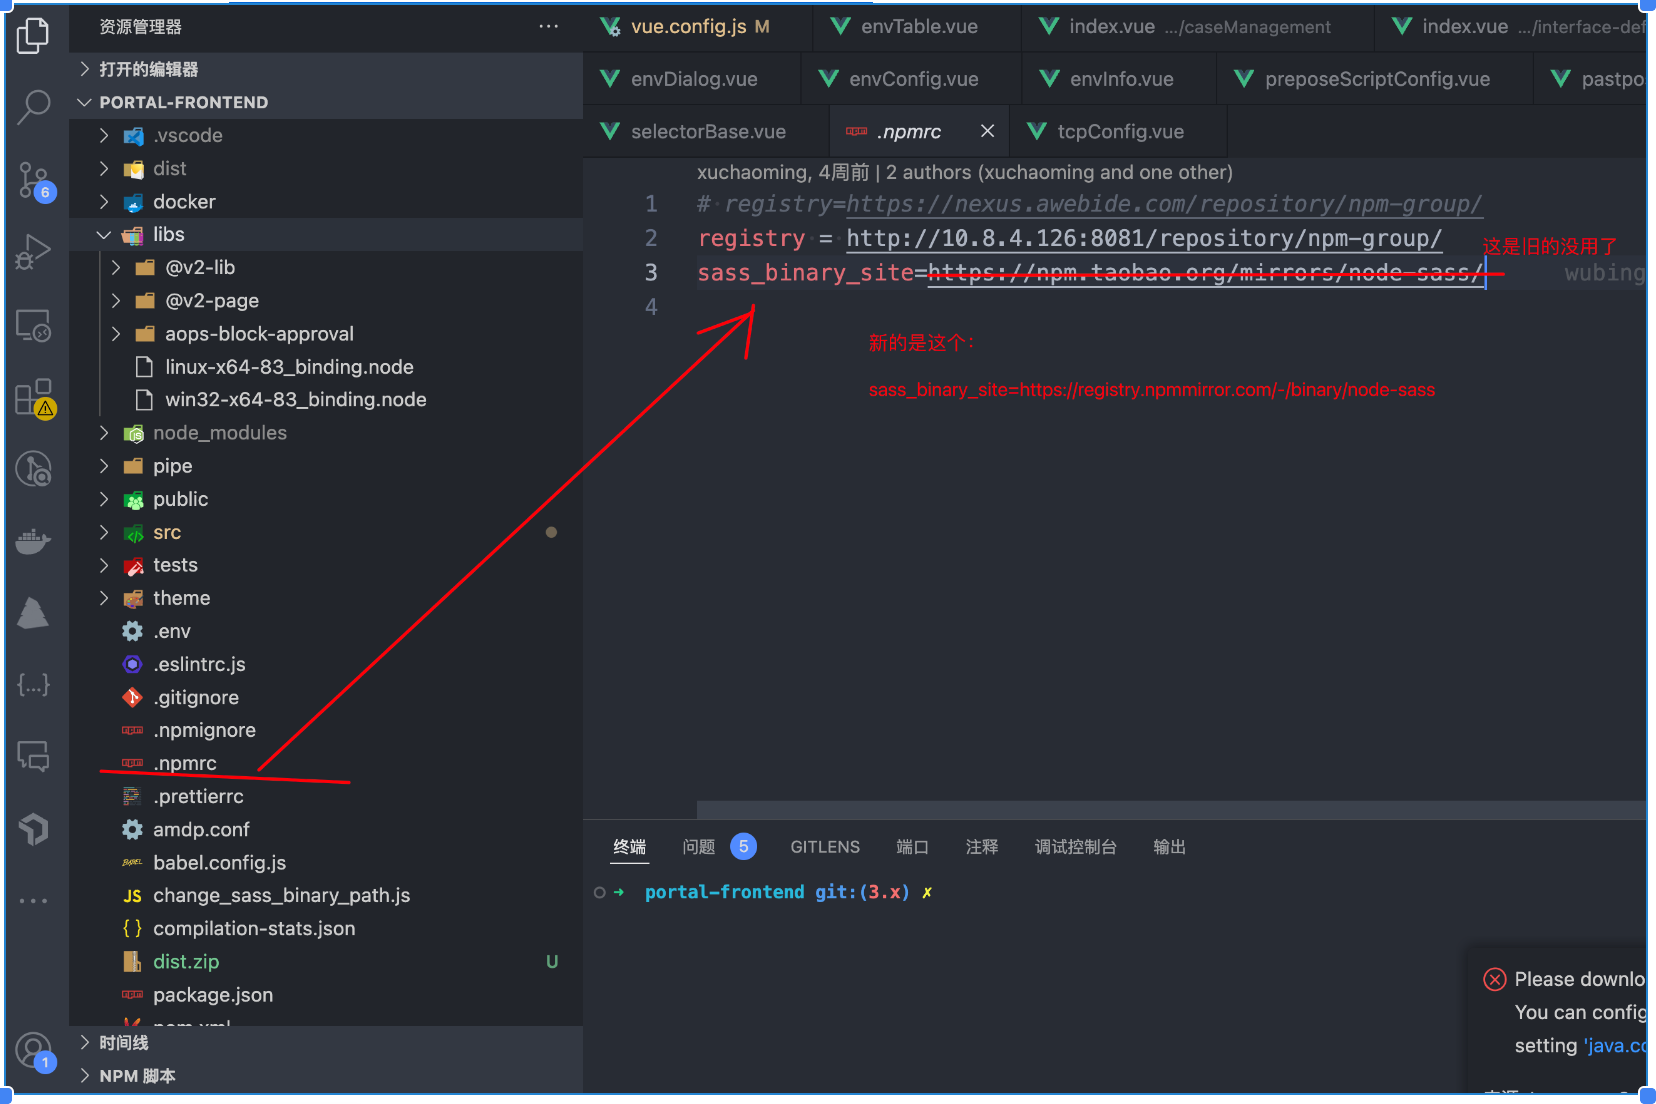 资源管理器
打开的编辑器
PORTAL-FRONTEND
.vscode
dist
docker
libs
@v2-lib
@v2-page
aops-block-approval
linux-x64-83_binding.node
win32-x64-83_binding.node
node_modules
pipe
public
src
tests
theme
.env
.eslintrc.js
.gitignore
.npmignore
.npmrc
.prettierrc
amdp.conf
babel.config.js
JS change_sass_binary_path.js
{ } compilation-stats.json
dist.zip U
package.json
时间线
NPM 脚本
6
1
{...}
vue.config.js M envTable.vue index.vue .../caseManagement index.vue .../interface-def
envDialog.vue envConfig.vue envInfo.vue preposeScriptConfig.vue pastpo
selectorBase.vue .npmrc tcpConfig.vue
xuchaoming, 4周前 | 2 authors (xuchaoming and one other)
1 # registry=https://nexus.awebide.com/repository/npm-group/
2 registry = http://10.8.4.126:8081/repository/npm-group/
这是旧的没用了
3 sass_binary_site=https://npm.taobao.org/mirrors/node-sass/ wubing
4
新的是这个：
sass_binary_site=https://registry.npmmirror.com/-/binary/node-sass
终端 问题 5 GITLENS 端口 注释 调试控制台 输出
portal-frontend git:(3.x) ✗
Please downlo
You can config
setting 'java.co